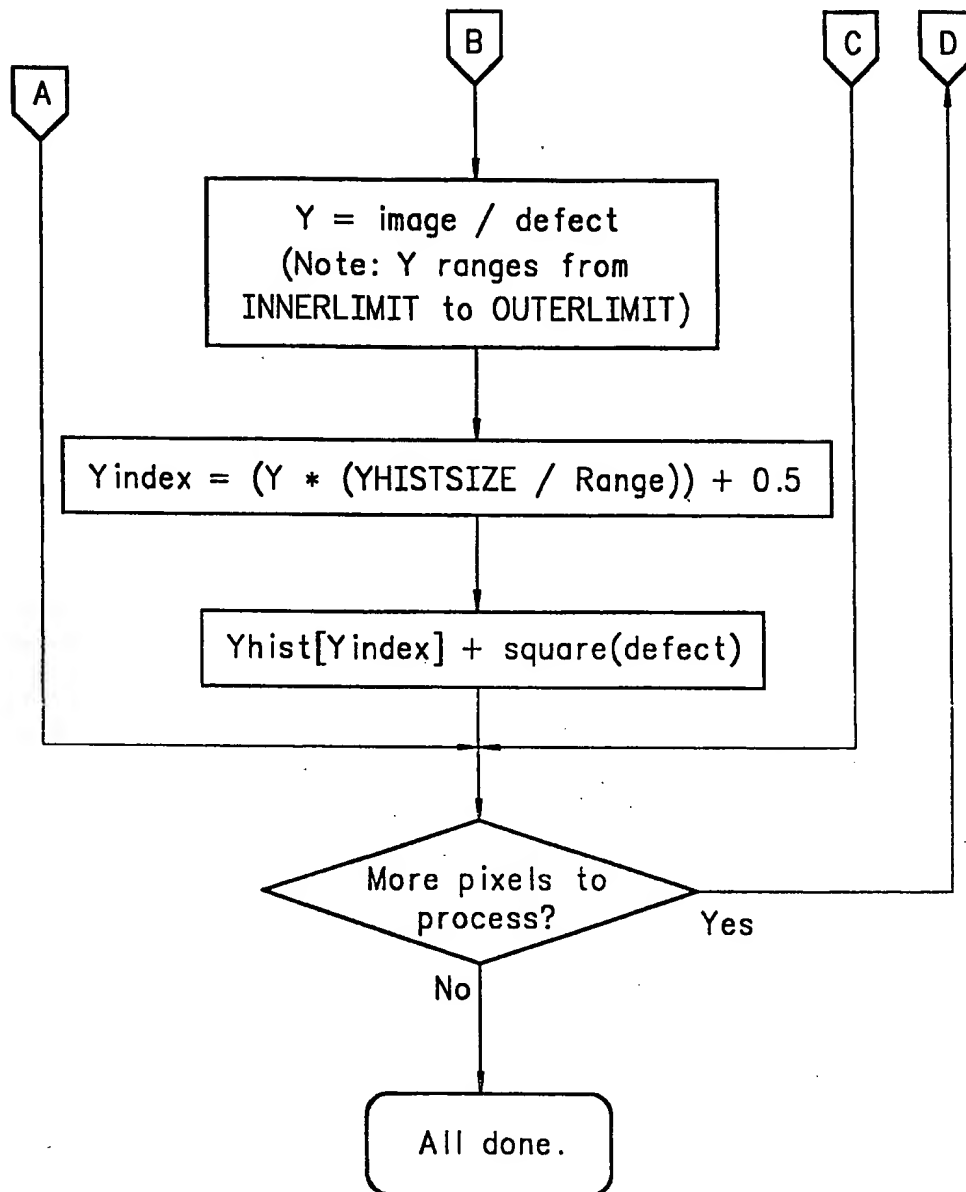 A
B
C
D
Y = image / defect
(Note: Y ranges from
INNERLIMIT to OUTERLIMIT)
Yindex = (Y * (YHISTSIZE / Range)) + 0.5
Yhist[Yindex] + square(defect)
More pixels to
process?
Yes
No
All done.